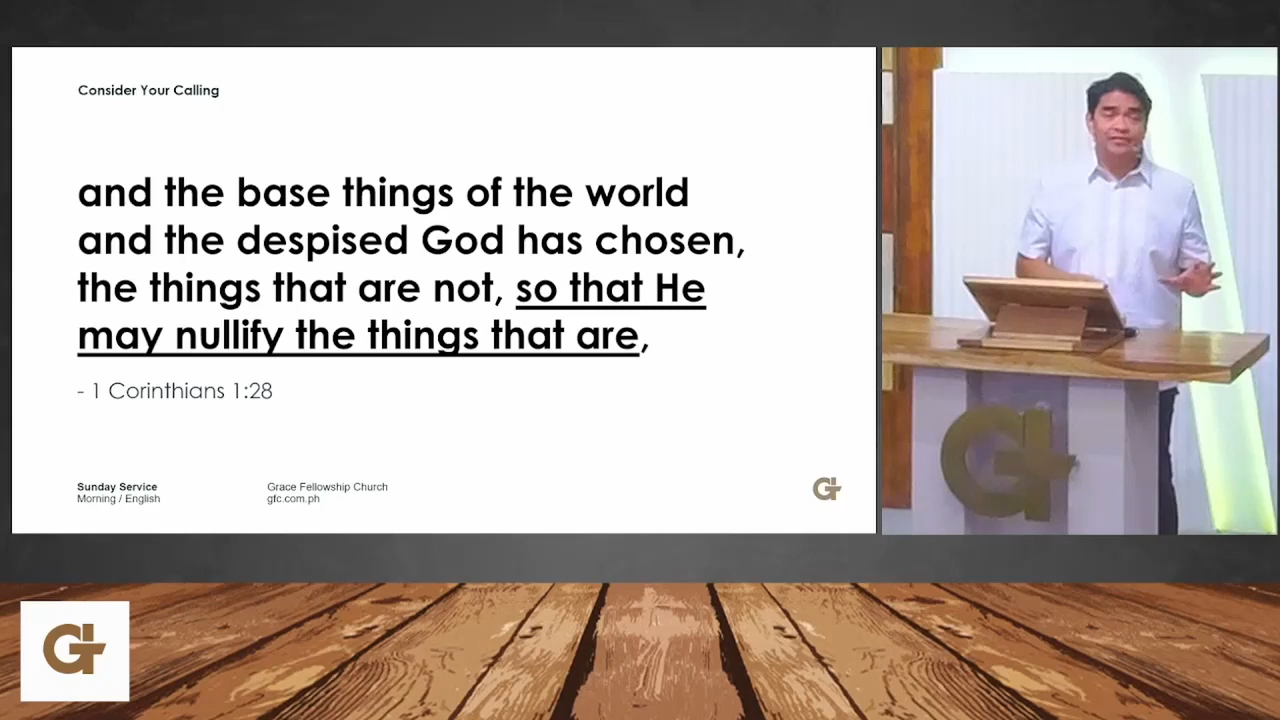 Consider Your Calling
and the base things of the world
and the despised God has chosen,
the things that are not, so that He
may nullify the things that are,
- 1 Corinthians 1:28
Sunday Service
Morning / English
Grace Fellowship Church
gfc.com.ph